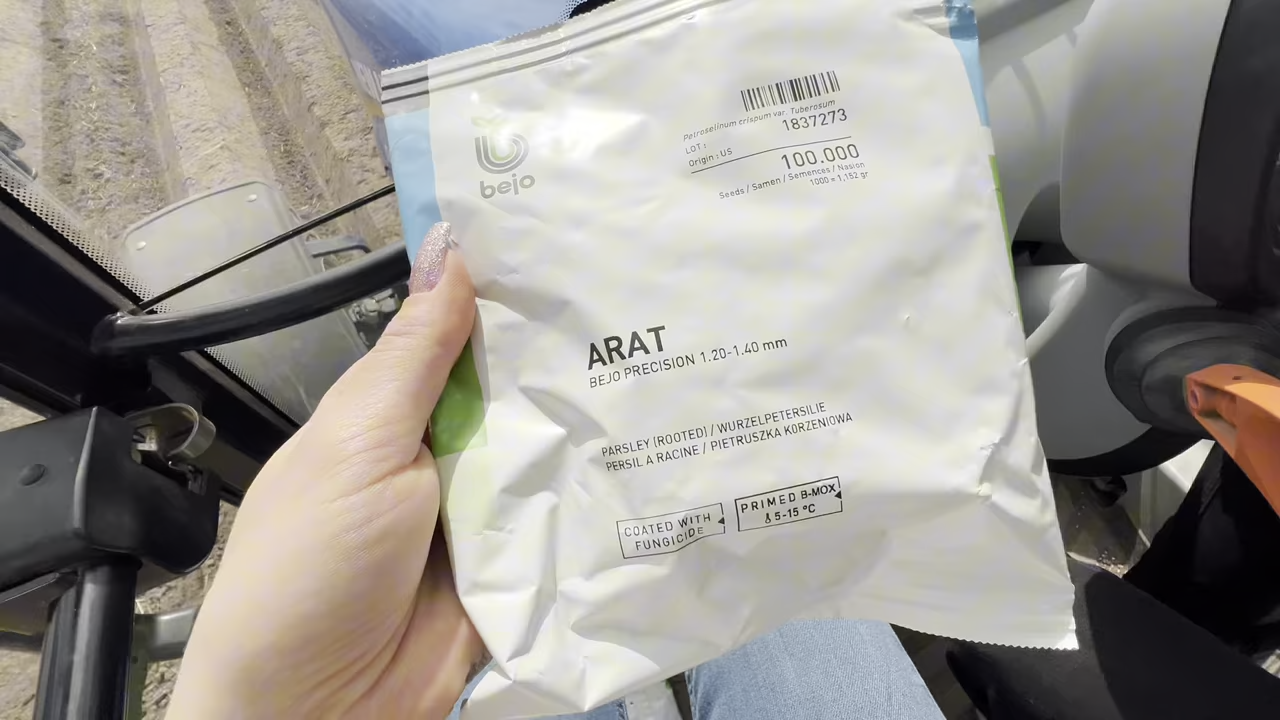 bejo
Petroselinum crispum var. Tuberosum
LOT : 1837273
Origin : US
100.000
Seeds / Samen / Semences / Nasion
1000 = 1,152 gr
ARAT
BEJO PRECISION 1.20-1.40 mm
PARSLEY (ROOTED) / WURZELPETERSILIE
PERSIL A RACINE / PIETRUSZKA KORZENIOWA
COATED WITH
FUNGICIDE
PRIMED B-MOX
5-15 °C